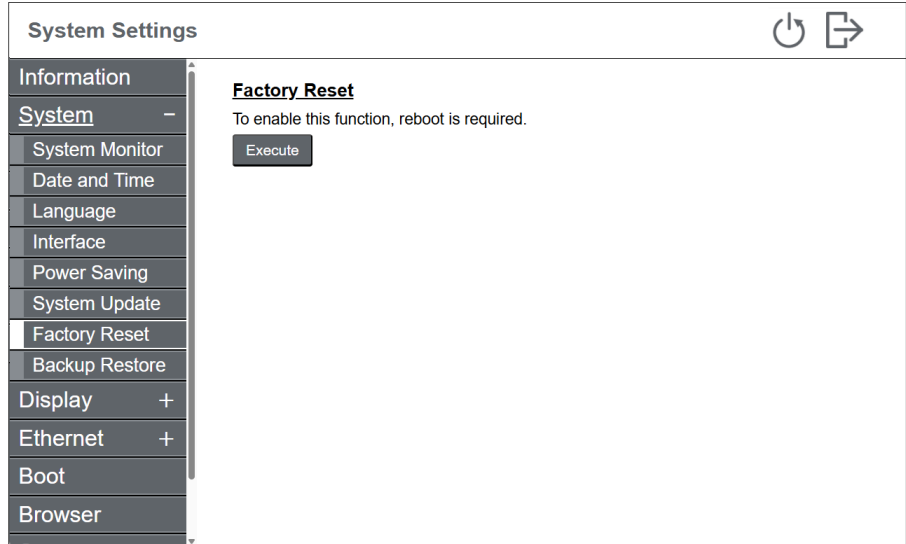 System Settings
Information
System −
System Monitor
Date and Time
Language
Interface
Power Saving
System Update
Factory Reset
Backup Restore
Display +
Ethernet +
Boot
Browser
Factory Reset
To enable this function, reboot is required.
Execute